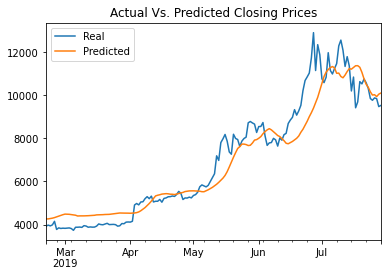 Actual Vs. Predicted Closing Prices
Real
Predicted
12000
10000
8000
6000
4000
Mar
2019
Apr
May
Jun
Jul